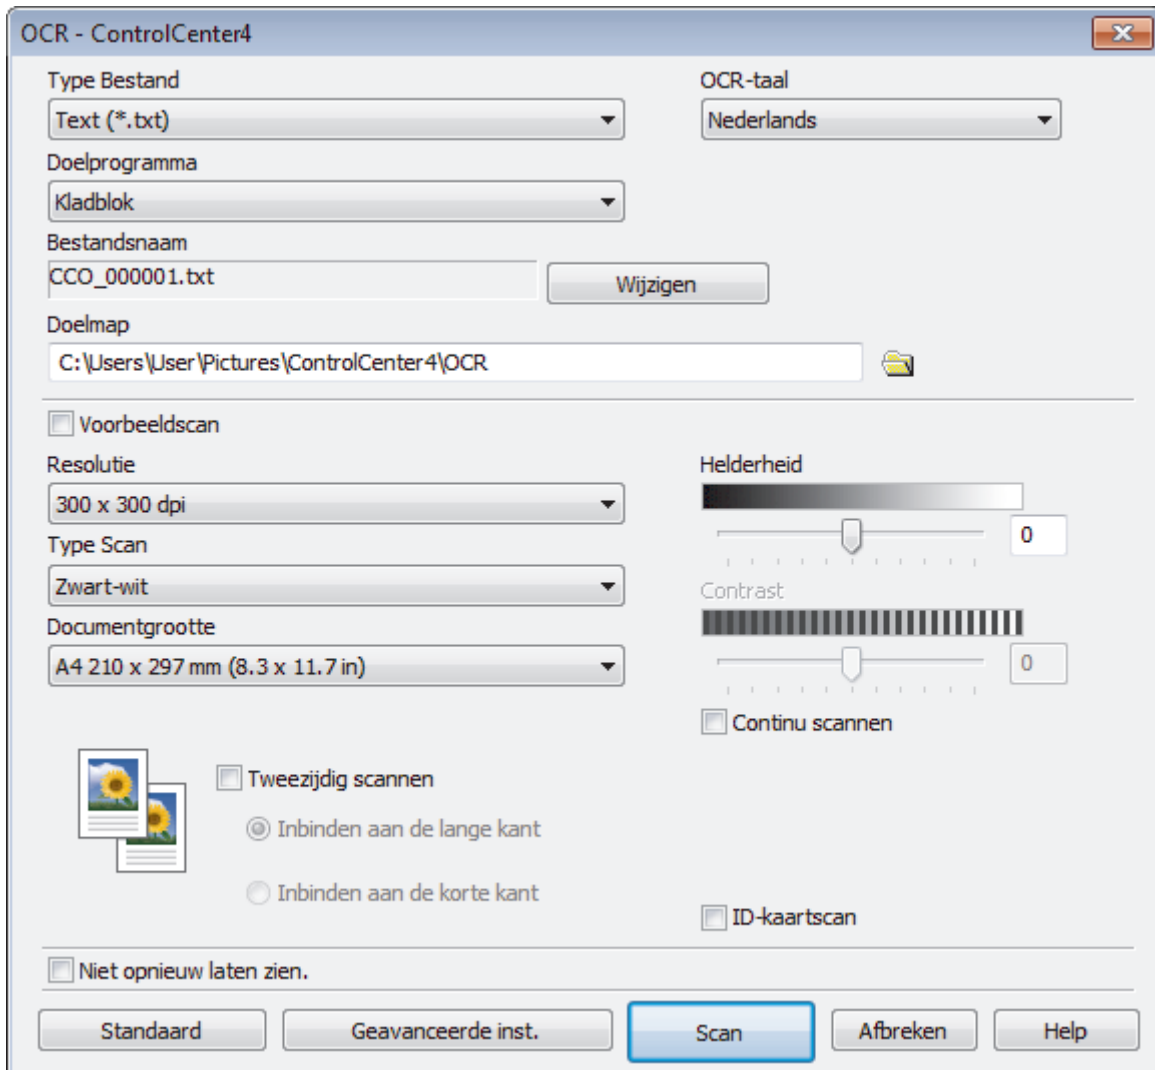 OCR - ControlCenter4
Type Bestand
OCR-taal
Text (*.txt)
Nederlands
Doelprogramma
Kladblok
Bestandsnaam
CCO_000001.txt
Wijzigen
Doelmap
C:\Users\User\Pictures\ControlCenter4\OCR
Voorbeeldscan
Resolutie
Helderheid
300 x 300 dpi
0
Type Scan
Zwart-wit
Contrast
Documentgrootte
A4 210 x 297 mm (8.3 x 11.7 in)
0
Continu scannen
Tweezijdig scannen
Inbinden aan de lange kant
Inbinden aan de korte kant
ID-kaartscan
Niet opnieuw laten zien.
Standaard
Geavanceerde inst.
Scan
Afbreken
Help